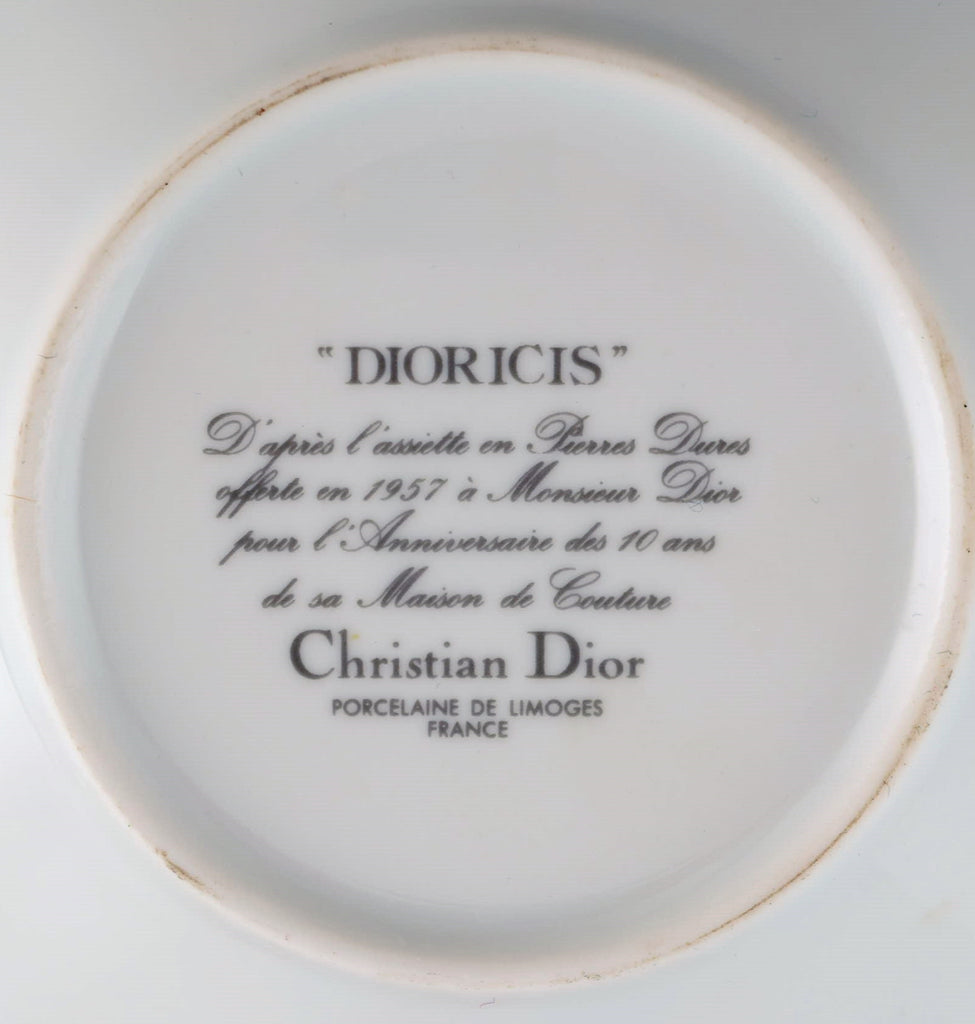 “DIORICIS”
D'après l'assiette en Pierres Dures
offerte en 1957 à Monsieur Dior
pour l'Anniversaire des 10 ans
de sa Maison de Couture
Christian Dior
PORCELAINE DE LIMOGES
FRANCE